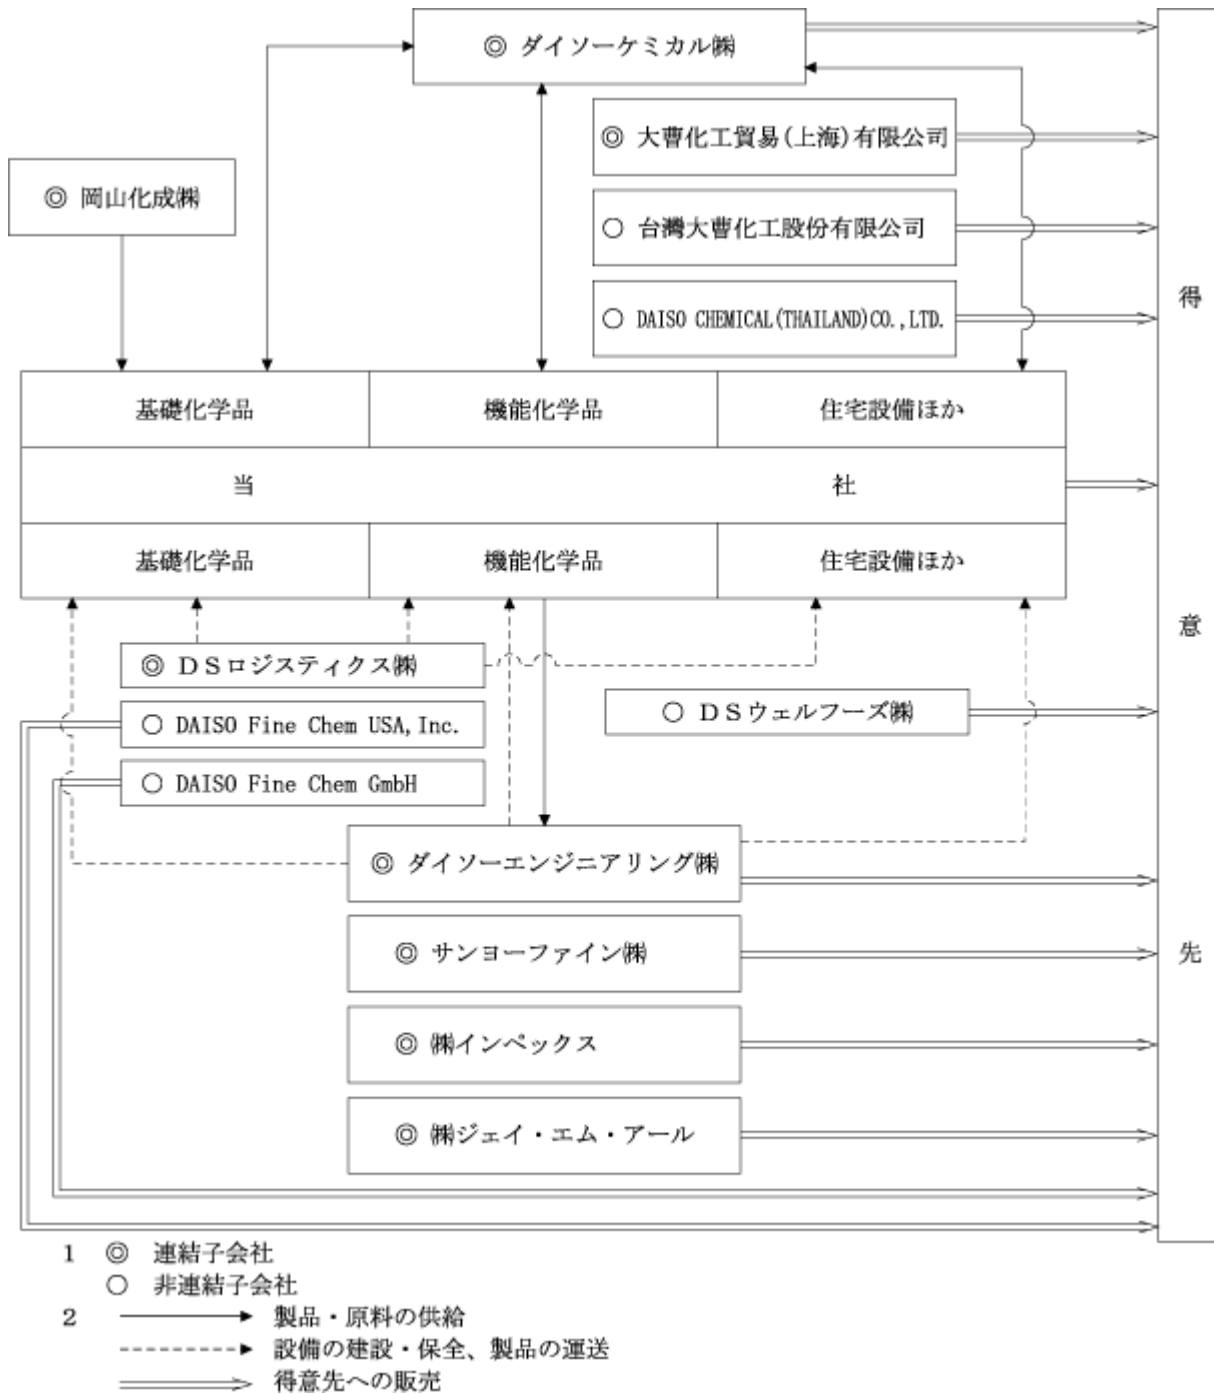 ◎ ダイソーケミカル㈱
◎ 大曹化工貿易(上海)有限公司
◎ 岡山化成㈱
○ 台灣大曹化工股份有限公司
○ DAISO CHEMICAL(THAILAND)CO.,LTD.
得意先
基礎化学品 機能化学品 住宅設備ほか
当社
基礎化学品 機能化学品 住宅設備ほか
◎ DSロジスティクス㈱
○ DAISO Fine Chem USA,Inc.
○ DSウェルフーズ㈱
○ DAISO Fine Chem GmbH
◎ ダイソーエンジニアリング㈱
◎ サンヨーファイン㈱
◎ ㈱インペックス
◎ ㈱ジェイ・エム・アール
1 ◎ 連結子会社
○ 非連結子会社
2 製品・原料の供給
設備の建設・保全、製品の運送
得意先への販売